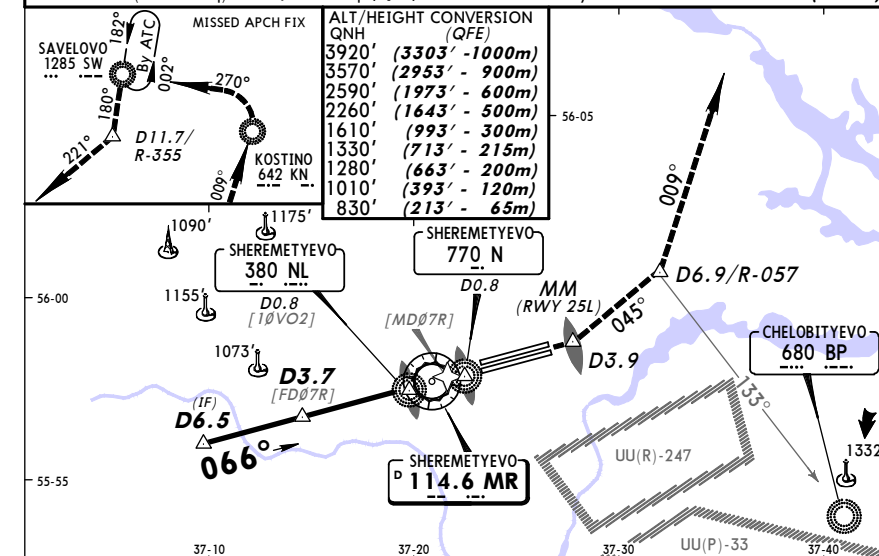 MISSED APCH FIX
SAVELOVO
1285 SW
182°
By ATC
002°
180°
270°
221°
D11.7/
R-355
KOSTINO
642 KN
009°
ALT/HEIGHT CONVERSION
QNH (QFE)
3920' (3303' -1000m)
3570' (2953' - 900m)
2590' (1973' - 600m)
2260' (1643' - 500m)
1610' (993' - 300m)
1330' (713' - 215m)
1280' (663' - 200m)
1010' (393' - 120m)
830' (213' - 65m)
56-05
009°
1090'
1175'
SHEREMETYEVO
380 NL
SHEREMETYEVO
770 N
D6.9/R-057
56-00
1155'
D0.8
[10VO2]
[MD07R]
D0.8
MM
(RWY 25L)
045°
D3.9
CHELOBITYEVO
680 BP
1073'
D3.7
[FD07R]
(IF)
D6.5
066°
133°
1332
SHEREMETYEVO
D 114.6 MR
UU(R)-247
55-55
UU(P)-33
37-10
37-20
37-30
37-40